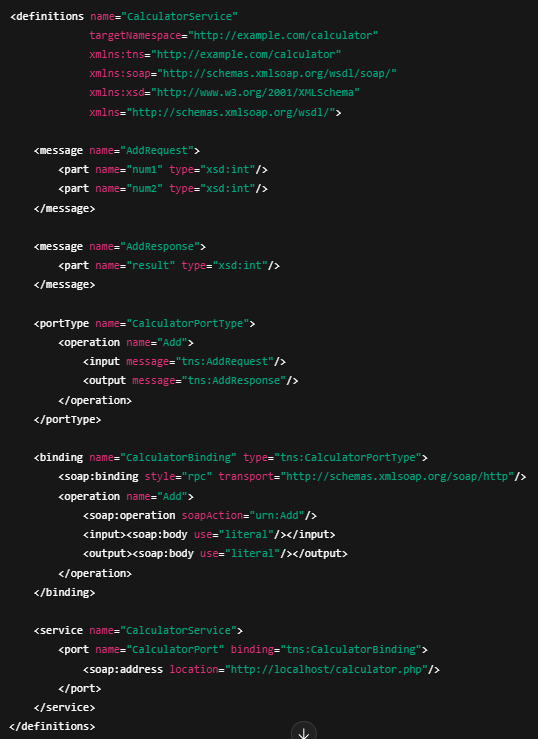 <definitions name="CalculatorService"
             targetNamespace="http://example.com/calculator"
             xmlns:tns="http://example.com/calculator"
             xmlns:soap="http://schemas.xmlsoap.org/wsdl/soap/"
             xmlns:xsd="http://www.w3.org/2001/XMLSchema"
             xmlns="http://schemas.xmlsoap.org/wsdl/">

    <message name="AddRequest">
        <part name="num1" type="xsd:int"/>
        <part name="num2" type="xsd:int"/>
    </message>

    <message name="AddResponse">
        <part name="result" type="xsd:int"/>
    </message>

    <portType name="CalculatorPortType">
        <operation name="Add">
            <input message="tns:AddRequest"/>
            <output message="tns:AddResponse"/>
        </operation>
    </portType>

    <binding name="CalculatorBinding" type="tns:CalculatorPortType">
        <soap:binding style="rpc" transport="http://schemas.xmlsoap.org/soap/http"/>
        <operation name="Add">
            <soap:operation soapAction="urn:Add"/>
            <input><soap:body use="literal"/></input>
            <output><soap:body use="literal"/></output>
        </operation>
    </binding>

    <service name="CalculatorService">
        <port name="CalculatorPort" binding="tns:CalculatorBinding">
            <soap:address location="http://localhost/calculator.php"/>
        </port>
    </service>
</definitions>